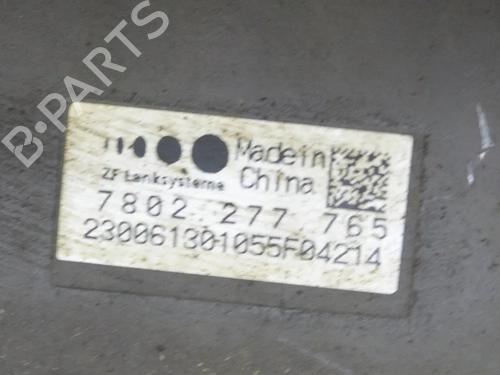 B-PARTS
Made in
China
ZF Lenksysteme
7802 277 765
230061301055F04214